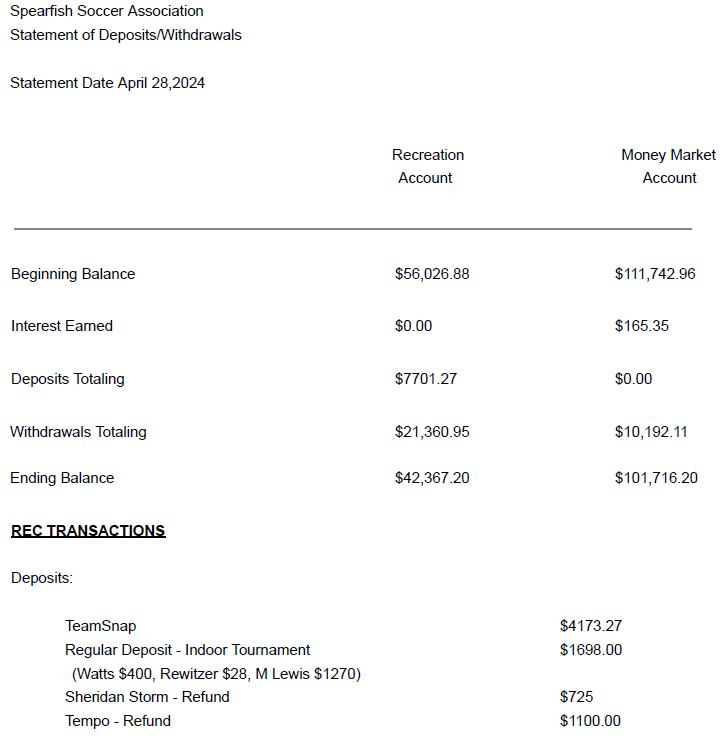 Spearfish Soccer Association
Statement of Deposits/Withdrawals
Statement Date April 28,2024
Recreation Account Money Market Account
Beginning Balance $56,026.88 $111,742.96
Interest Earned $0.00 $165.35
Deposits Totaling $7701.27 $0.00
Withdrawals Totaling $21,360.95 $10,192.11
Ending Balance $42,367.20 $101,716.20
REC TRANSACTIONS
Deposits:
TeamSnap $4173.27
Regular Deposit - Indoor Tournament $1698.00
(Watts $400, Rewitzer $28, M Lewis $1270)
Sheridan Storm - Refund $725
Tempo - Refund $1100.00